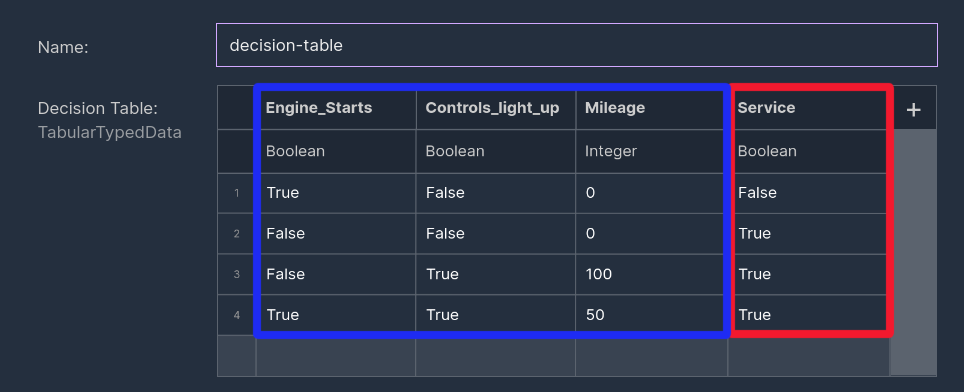 Name: decision-table
Decision Table:
TabularTypedData
Engine_Starts Controls_light_up Mileage Service +
Boolean Boolean Integer Boolean
1 True False 0 False
2 False False 0 True
3 False True 100 True
4 True True 50 True